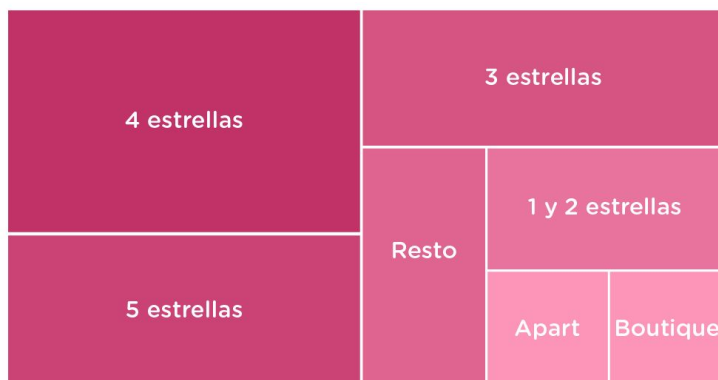 4 estrellas
3 estrellas
1 y 2 estrellas
Resto
5 estrellas
Apart
Boutique